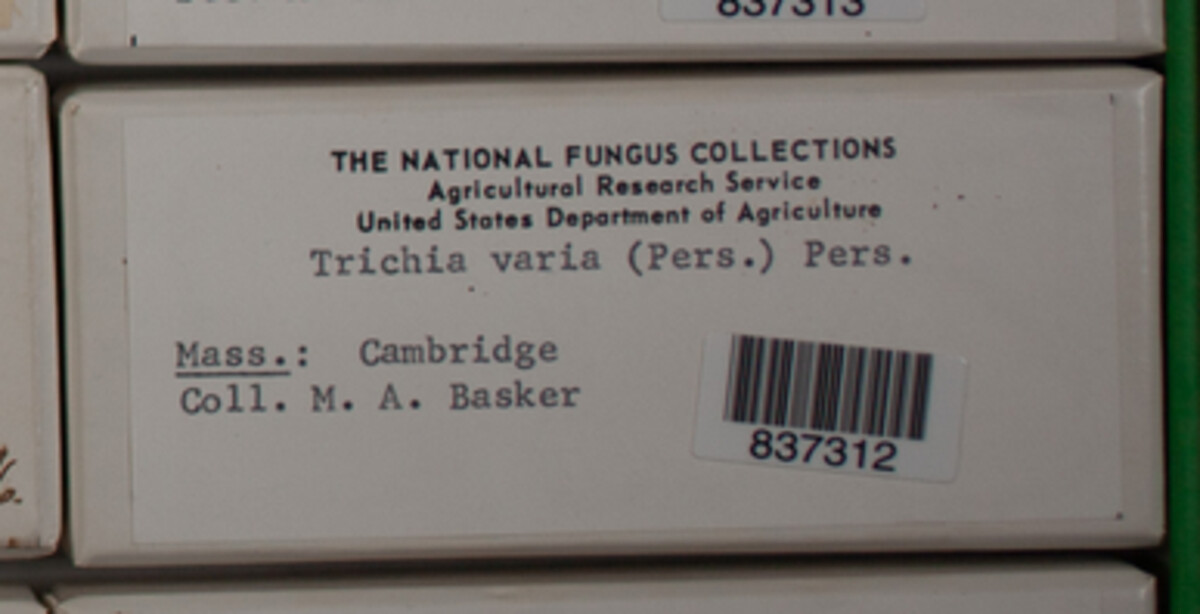 837313
THE NATIONAL FUNGUS COLLECTIONS
Agricultural Research Service
United States Department of Agriculture
Trichia varia (Pers.) Pers.
Mass.: Cambridge
Coll. M. A. Basker
837312